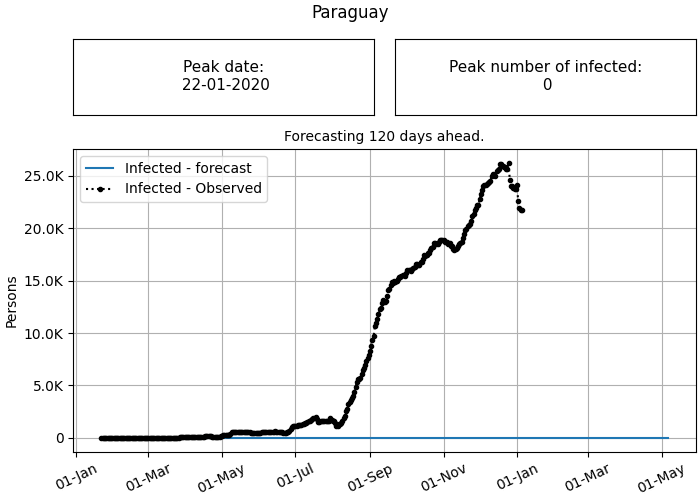 Paraguay
Peak date:
22-01-2020
Peak number of infected:
0
Forecasting 120 days ahead.
Infected - forecast
Infected - Observed
25.0K
20.0K
15.0K
10.0K
5.0K
0
Persons
01-Jan
01-Mar
01-May
01-Jul
01-Sep
01-Nov
01-Jan
01-Mar
01-May